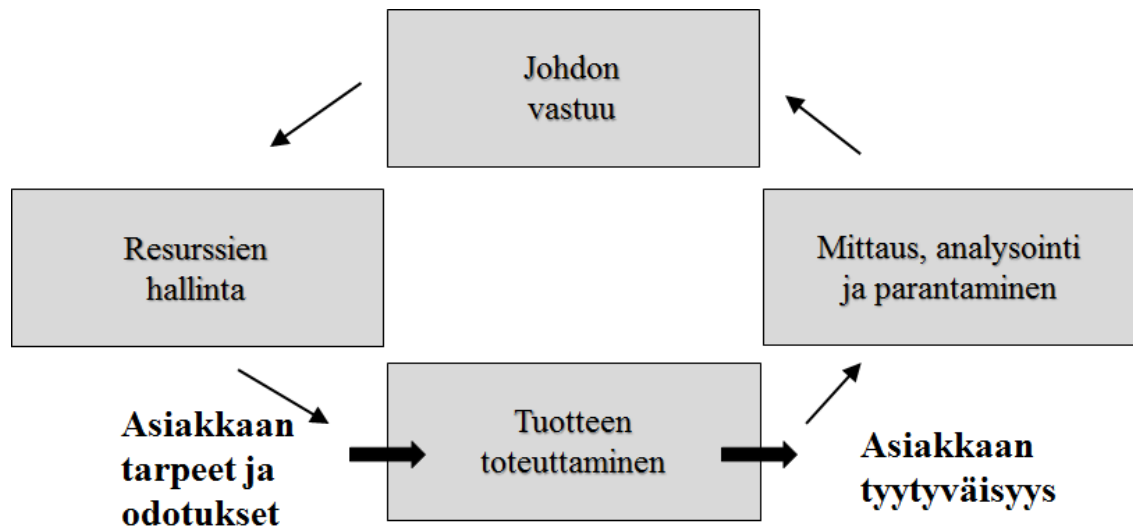 Johdon
vastuu
Resurssien
hallinta
Mittaus, analysointi
ja parantaminen
Asiakkaan
tarpeet ja
odotukset
Tuotteen
toteuttaminen
Asiakkaan
tyytyväisyys